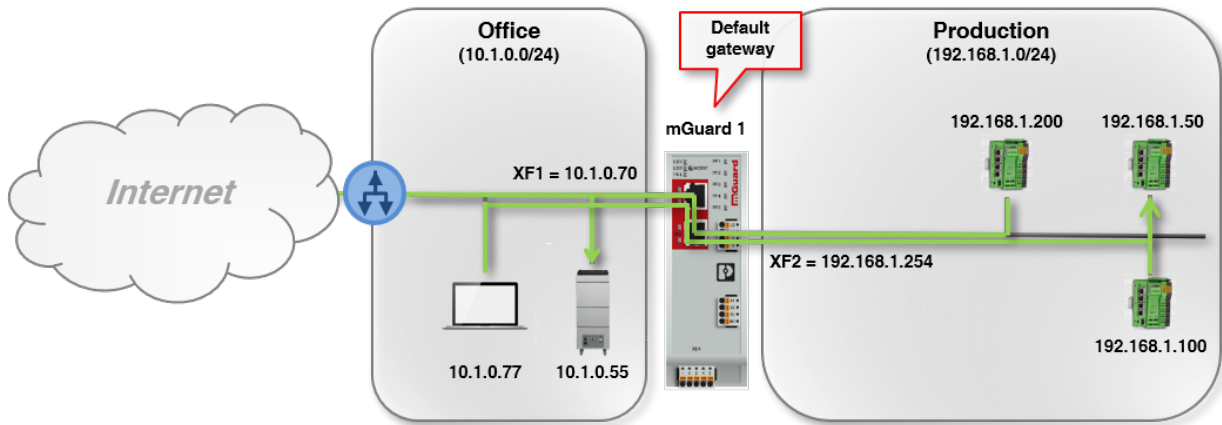 Office
(10.1.0.0/24)
Default
gateway
Production
(192.168.1.0/24)
mGuard 1
192.168.1.200
192.168.1.50
Internet
XF1 = 10.1.0.70
mGuard
XF2 = 192.168.1.254
10.1.0.77
10.1.0.55
192.168.1.100